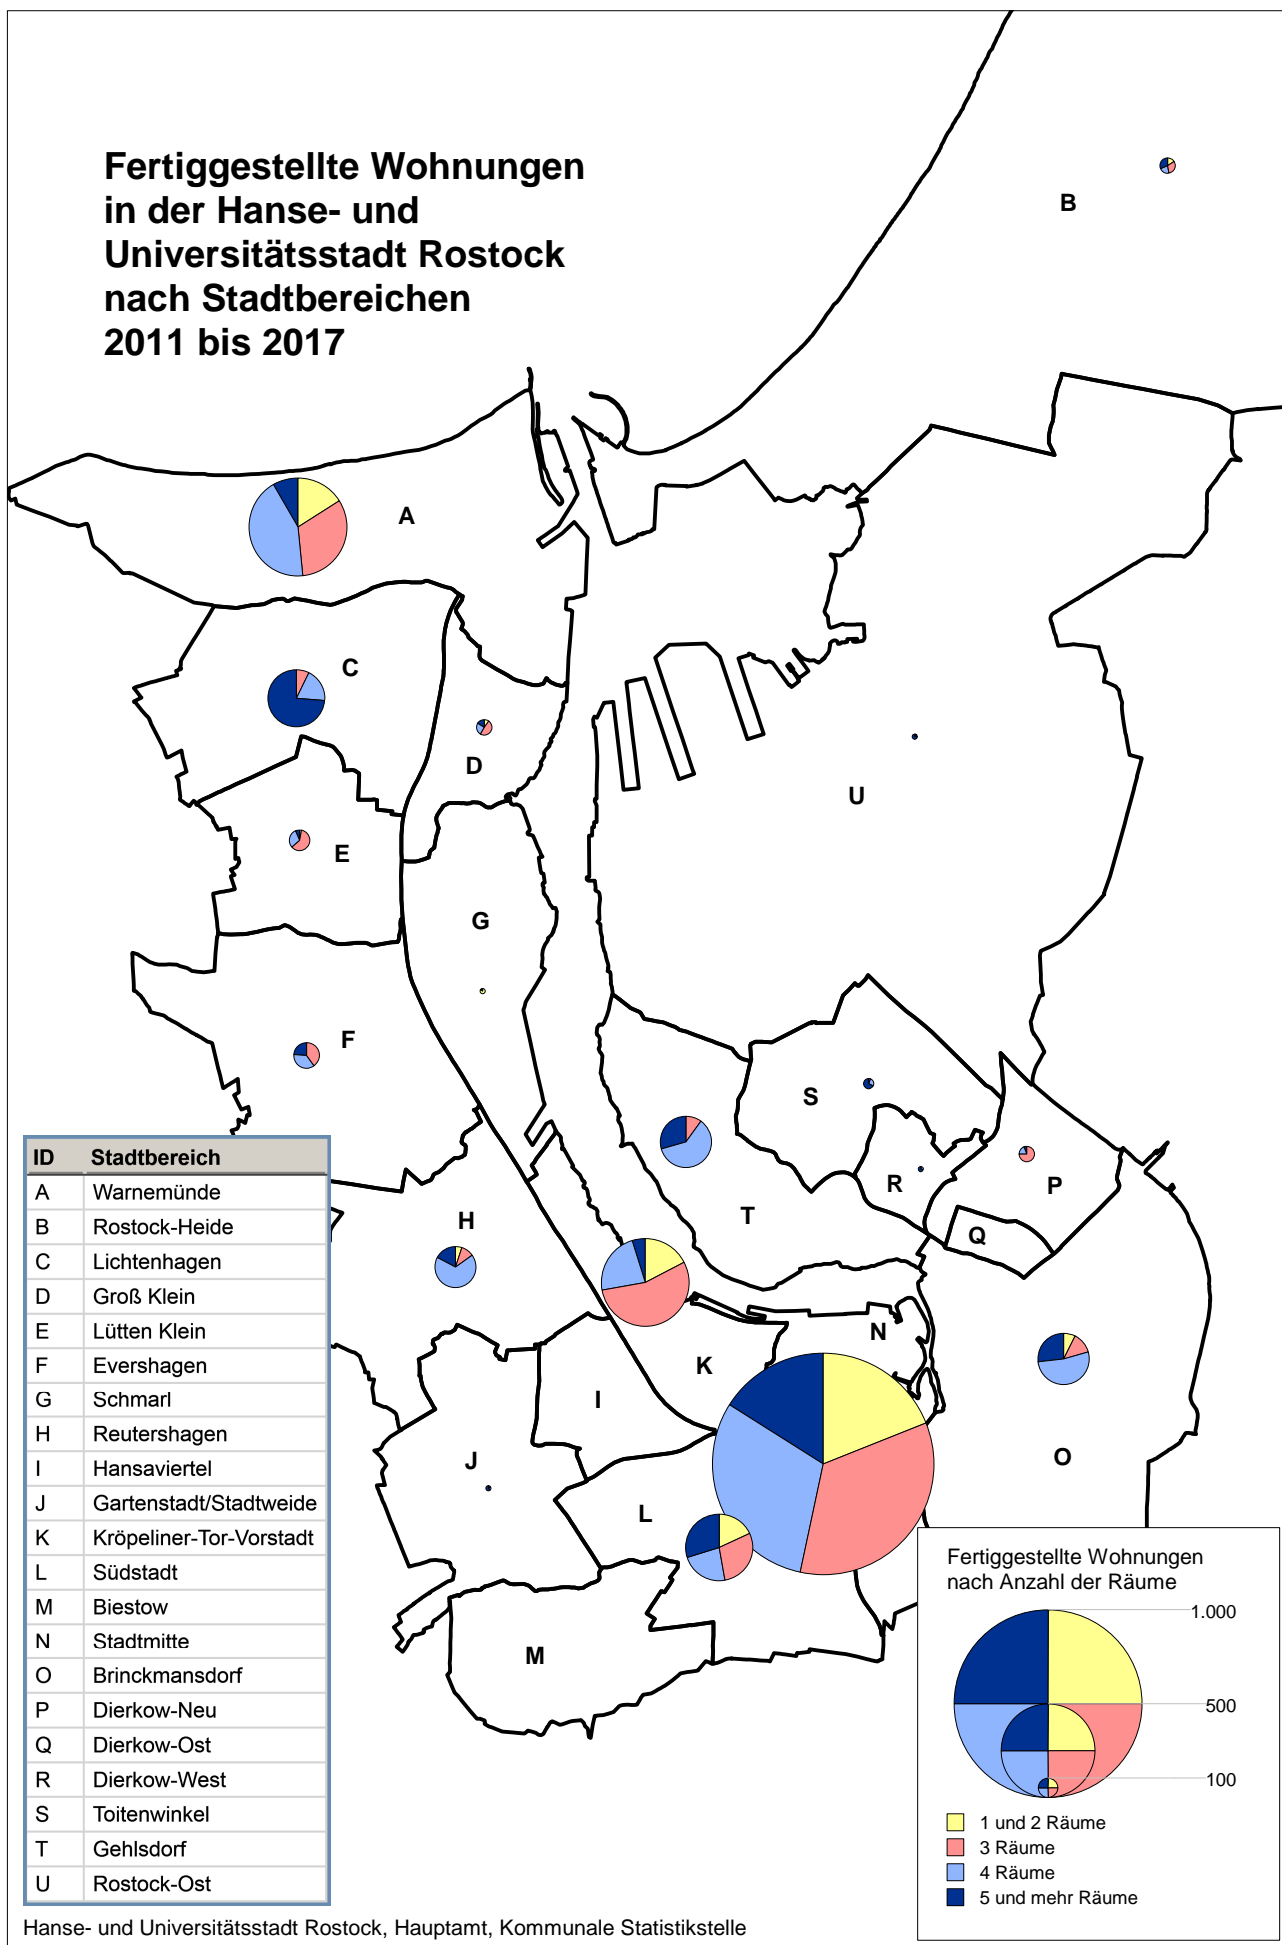 Fertiggestellte Wohnungen
in der Hanse- und
Universitätsstadt Rostock
nach Stadtbereichen
2011 bis 2017
B
A
C
D
U
E
G
F
S
R
P
T
H
Q
N
K
I
J
O
L
M
ID Stadtbereich
A Warnemünde
B Rostock-Heide
C Lichtenhagen
D Groß Klein
E Lütten Klein
F Evershagen
G Schmarl
H Reutershagen
I Hansaviertel
J Gartenstadt/Stadtweide
K Kröpeliner-Tor-Vorstadt
L Südstadt
M Biestow
N Stadtmitte
O Brinckmansdorf
P Dierkow-Neu
Q Dierkow-Ost
R Dierkow-West
S Toitenwinkel
T Gehlsdorf
U Rostock-Ost
Fertiggestellte Wohnungen
nach Anzahl der Räume
1.000
500
100
1 und 2 Räume
3 Räume
4 Räume
5 und mehr Räume
Hanse- und Universitätsstadt Rostock, Hauptamt, Kommunale Statistikstelle